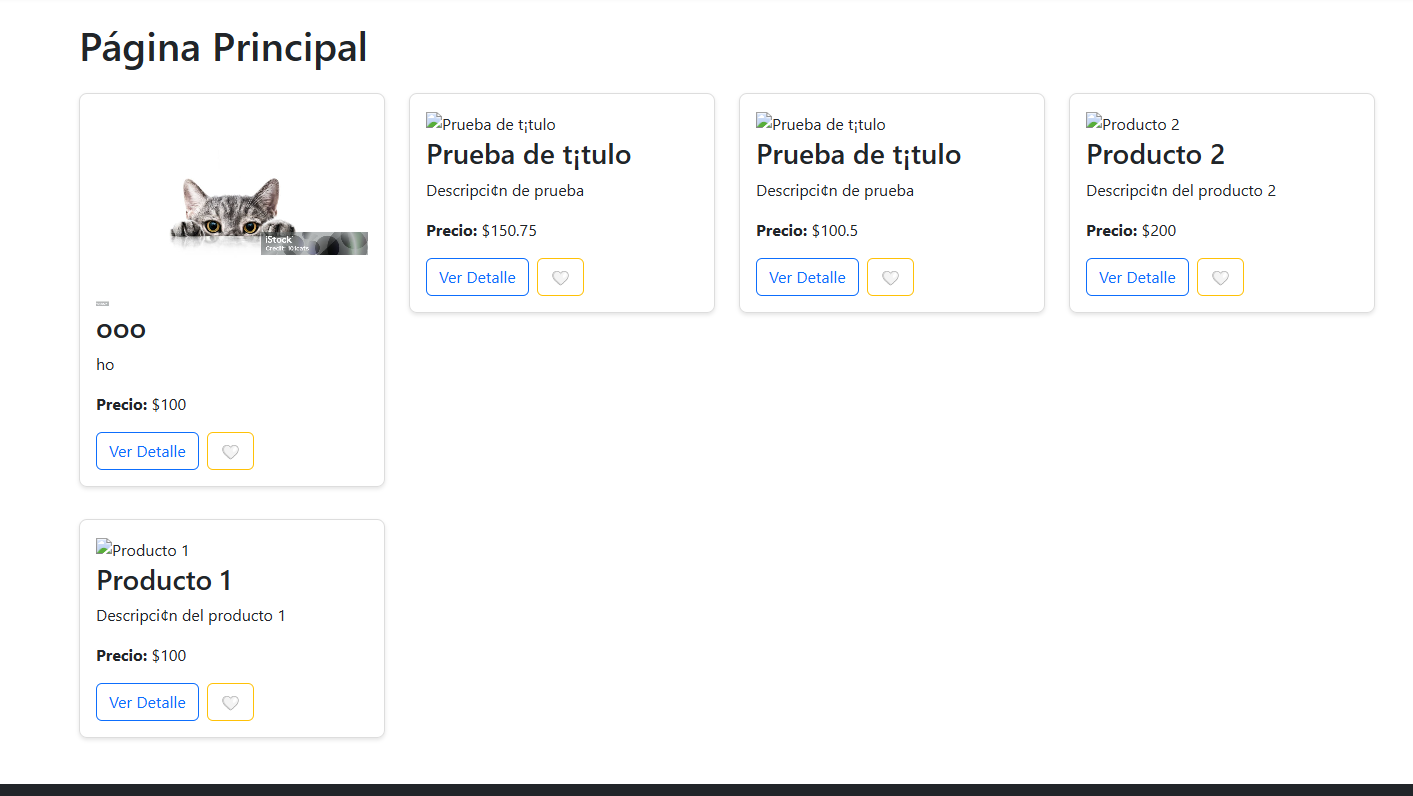 Página Principal
iStock
Credit: Kilicats
ooo
ho
Precio: $100
Ver Detalle
Prueba de t¡tulo
Prueba de t¡tulo
Descripci¢n de prueba
Precio: $150.75
Ver Detalle
Prueba de t¡tulo
Prueba de t¡tulo
Descripci¢n de prueba
Precio: $100.5
Ver Detalle
Producto 2
Producto 2
Descripci¢n del producto 2
Precio: $200
Ver Detalle
Producto 1
Producto 1
Descripci¢n del producto 1
Precio: $100
Ver Detalle